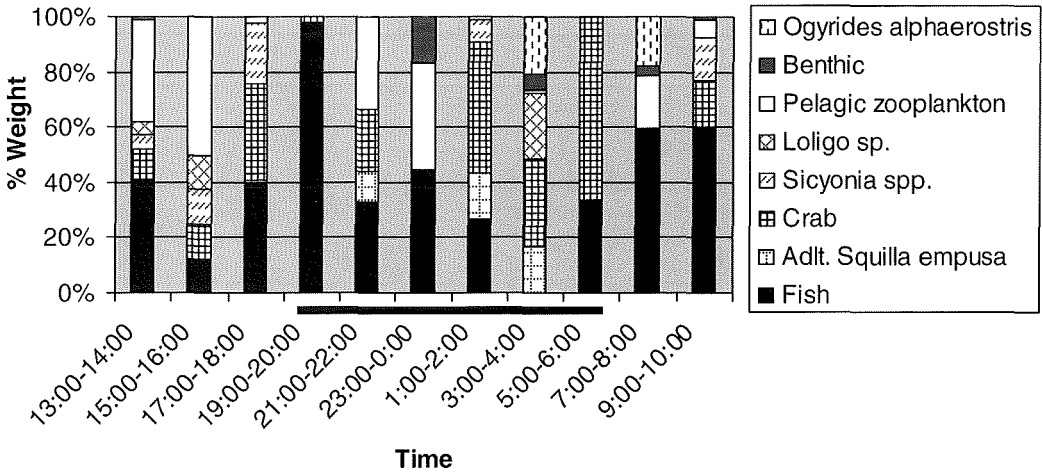 % Weight
100%
80%
60%
40%
20%
0%
13:00-14:00
15:00-16:00
17:00-18:00
19:00-20:00
21:00-22:00
23:00-0:00
1:00-2:00
3:00-4:00
5:00-6:00
7:00-8:00
9:00-10:00
Time
Ogyrides alphaerostris
Benthic
Pelagic zooplankton
Loligo sp.
Sicyonia spp.
Crab
Adlt. Squilla empusa
Fish